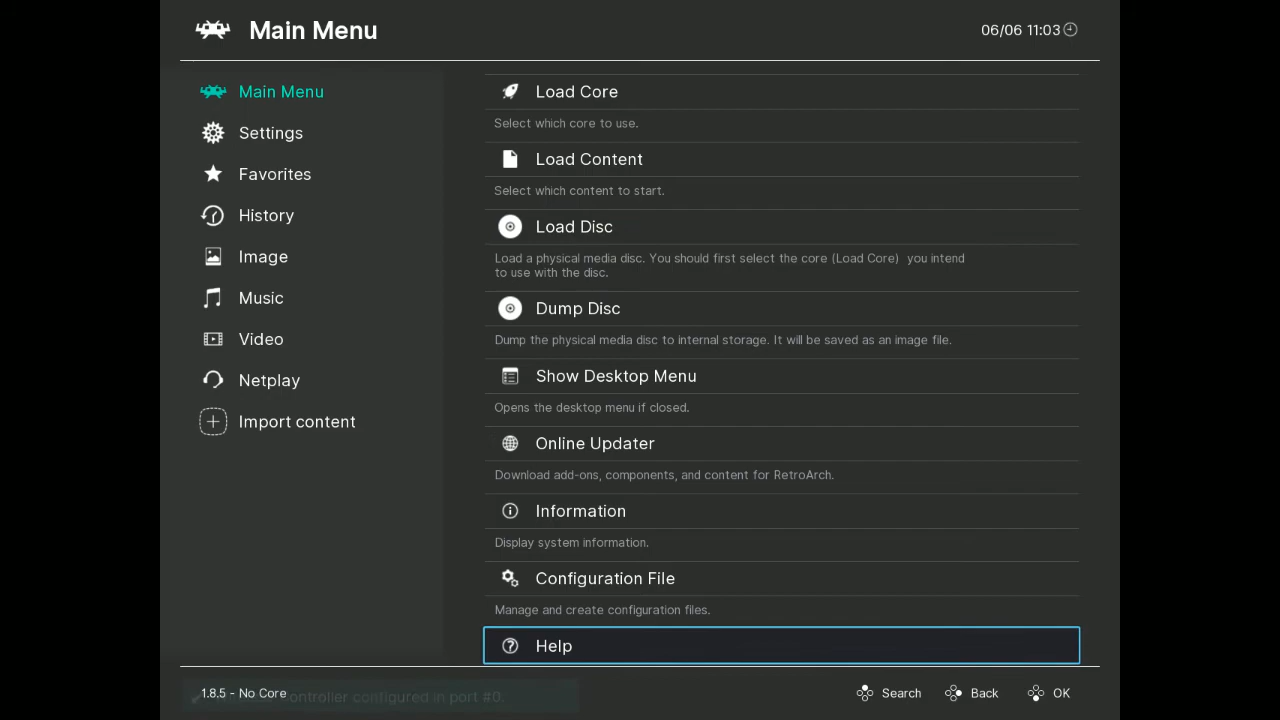 Main Menu
06/06 11:03
Main Menu
Settings
Favorites
History
Image
Music
Video
Netplay
Import content
Load Core
Select which core to use.
Load Content
Select which content to start.
Load Disc
Load a physical media disc. You should first select the core (Load Core) you intend
to use with the disc.
Dump Disc
Dump the physical media disc to internal storage. It will be saved as an image file.
Show Desktop Menu
Opens the desktop menu if closed.
Online Updater
Download add-ons, components, and content for RetroArch.
Information
Display system information.
Configuration File
Manage and create configuration files.
Help
1.8.5 - No Core
configured in port #0.
Search
Back
OK